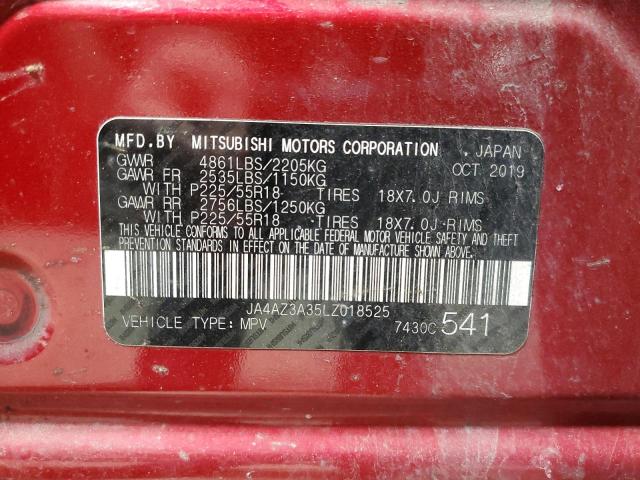 MFD.BY MITSUBISHI MOTORS CORPORATION , JAPAN
GVWR 4861LBS/2205KG OCT 2019
GAWR FR 2535LBS/1150KG
WITH P225/55R18 TIRES 18X7.0J RIMS
GAWR RR 2756LBS/1250KG
WITH P225/55R18 TIRES 18X7.0J RIMS
THIS VEHICLE CONFORMS TO ALL APPLICABLE FEDERAL MOTOR VEHICLE SAFETY AND THEFT
PREVENTION STANDARDS IN EFFECT ON THE DATE OF MANUFACTURE SHOWN ABOVE.
JA4AZ3A35LZ018525
VEHICLE TYPE: MPV 7430C 541